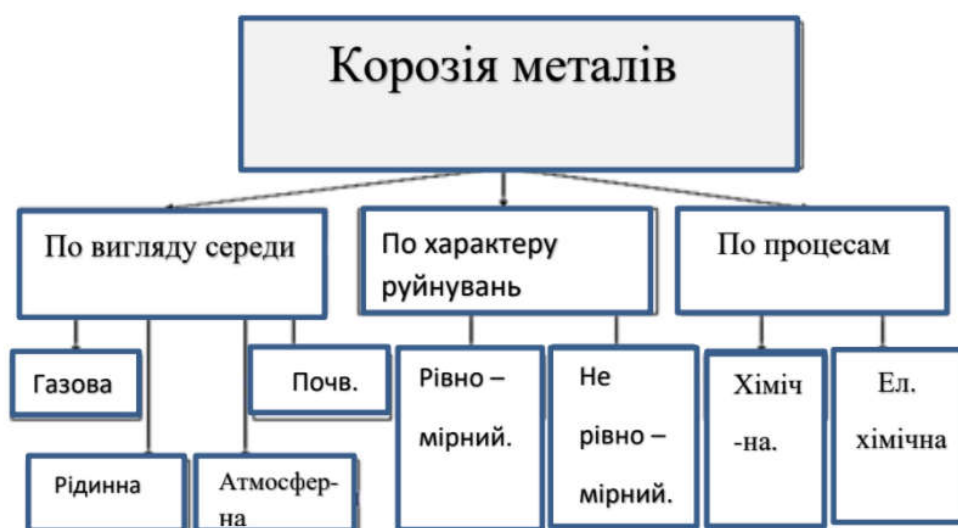 Корозія металів
По вигляду середи
По характеру
руйнувань
По процесам
Газова
Почв.
Рівно –
мірний.
Не
рівно –
мірний.
Хіміч
-на.
Ел.
хімічна
Рідинна
Атмосфер-
на